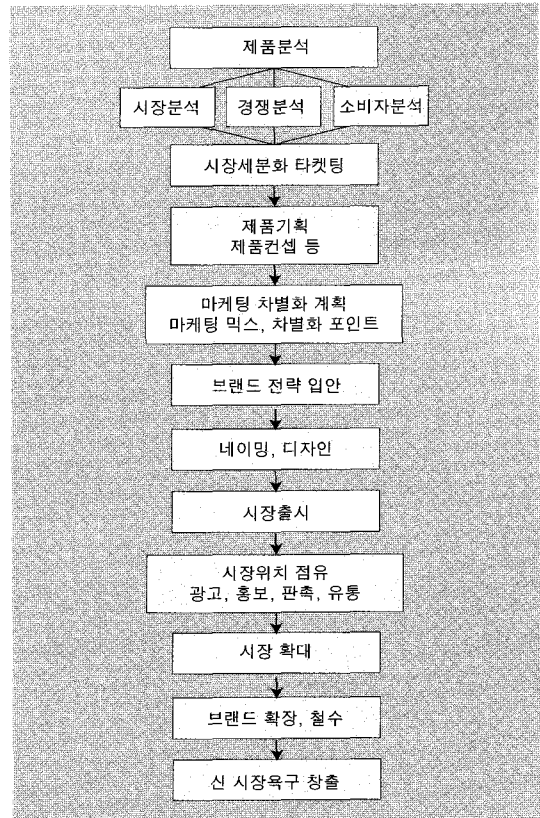 제품분석
시장분석 경쟁분석 소비자분석
시장세분화 타켓팅
제품기획
제품컨셉 등
마케팅 차별화 계획
마케팅 믹스, 차별화 포인트
브랜드 전략 입안
네이밍, 디자인
시장출시
시장위치 점유
광고, 홍보, 판촉, 유통
시장 확대
브랜드 확장, 철수
신 시장욕구 창출